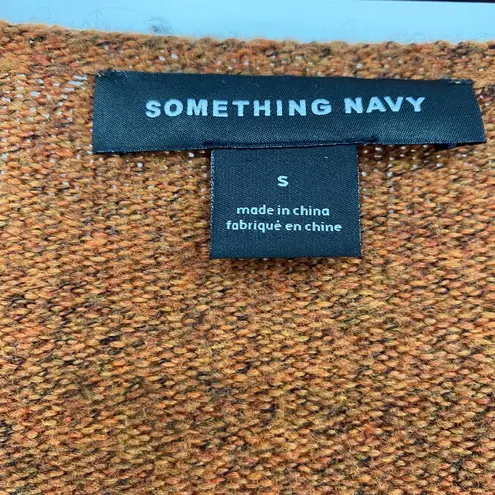 SOMETHING NAVY
S
made in china
fabriqué en chine